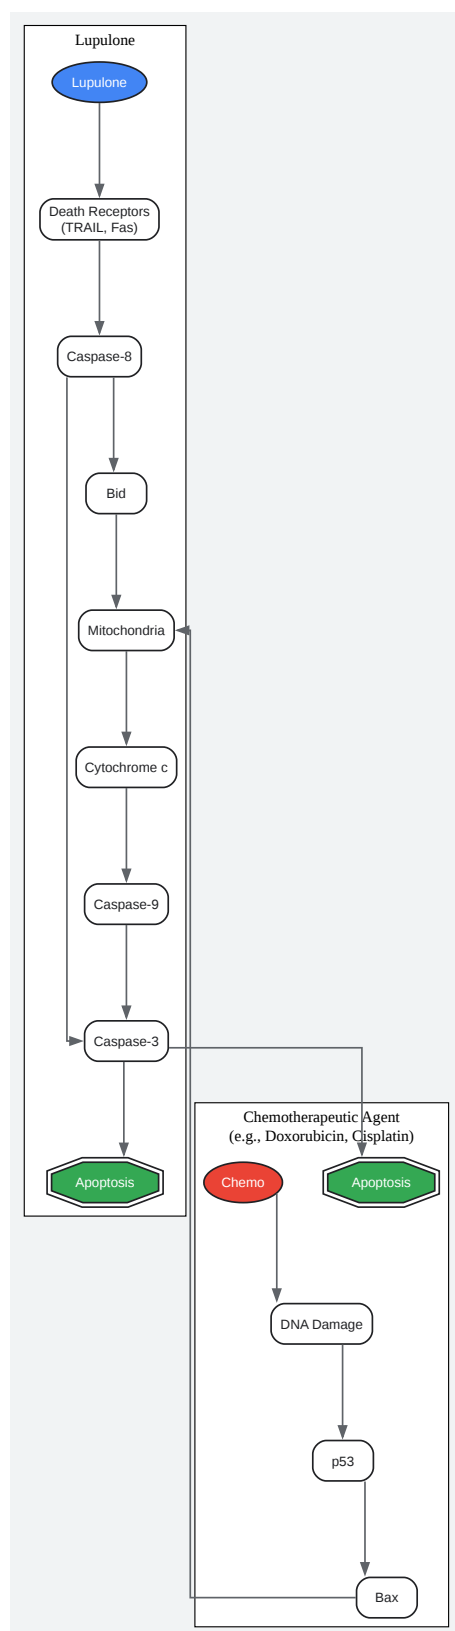 Lupulone
Lupulone
Death Receptors
(TRAIL, Fas)
Caspase-8
Bid
Mitochondria
Cytochrome c
Caspase-9
Caspase-3
Apoptosis
Chemotherapeutic Agent
(e.g., Doxorubicin, Cisplatin)
Chemo
Apoptosis
DNA Damage
p53
Bax